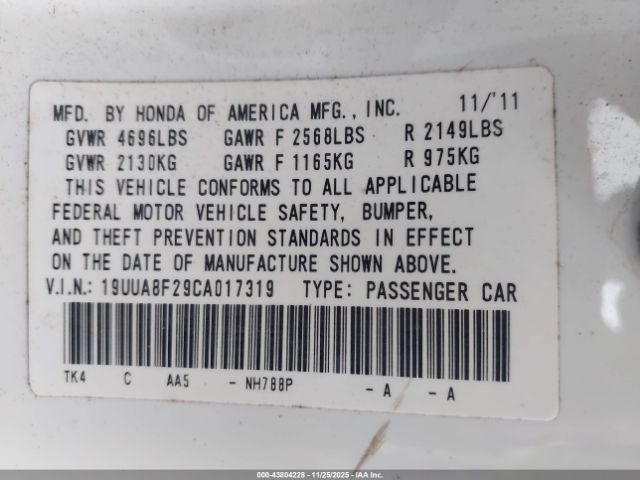 MFD. BY HONDA OF AMERICA MFG., INC. 11/'11
GVWR 4696LBS GAWR F 2568LBS R 2149LBS
GVWR 2130KG GAWR F 1165KG R 975KG
THIS VEHICLE CONFORMS TO ALL APPLICABLE
FEDERAL MOTOR VEHICLE SAFETY, BUMPER,
AND THEFT PREVENTION STANDARDS IN EFFECT
ON THE DATE OF MANUFACTURE SHOWN ABOVE.
V.I.N.: 19UUA8F29CA017319 TYPE: PASSENGER CAR
TK4 C AA5 - NH788P - A - A
000-43804228 - 11/25/2025 - IAA Inc.